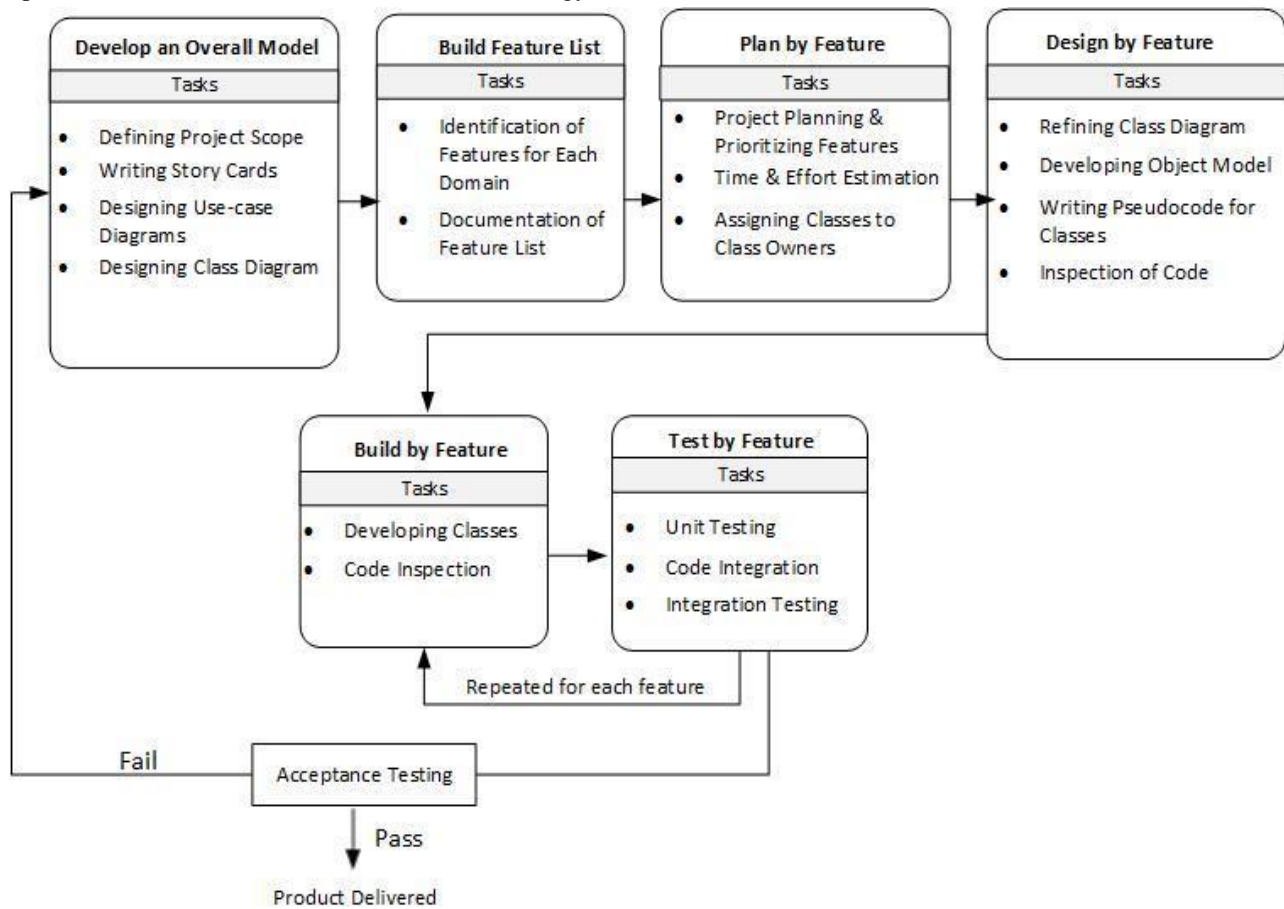 Develop an Overall Model
Tasks
• Defining Project Scope
• Writing Story Cards
• Designing Use-case
Diagrams
• Designing Class Diagram
Build Feature List
Tasks
• Identification of
Features for Each
Domain
• Documentation of
Feature List
Plan by Feature
Tasks
• Project Planning &
Prioritizing Features
• Time & Effort Estimation
• Assigning Classes to
Class Owners
Design by Feature
Tasks
• Refining Class Diagram
• Developing Object Model
• Writing Pseudocode for
Classes
• Inspection of Code
Build by Feature
Tasks
• Developing Classes
• Code Inspection
Test by Feature
Tasks
• Unit Testing
• Code Integration
• Integration Testing
Repeated for each feature
Fail
Acceptance Testing
Pass
Product Delivered